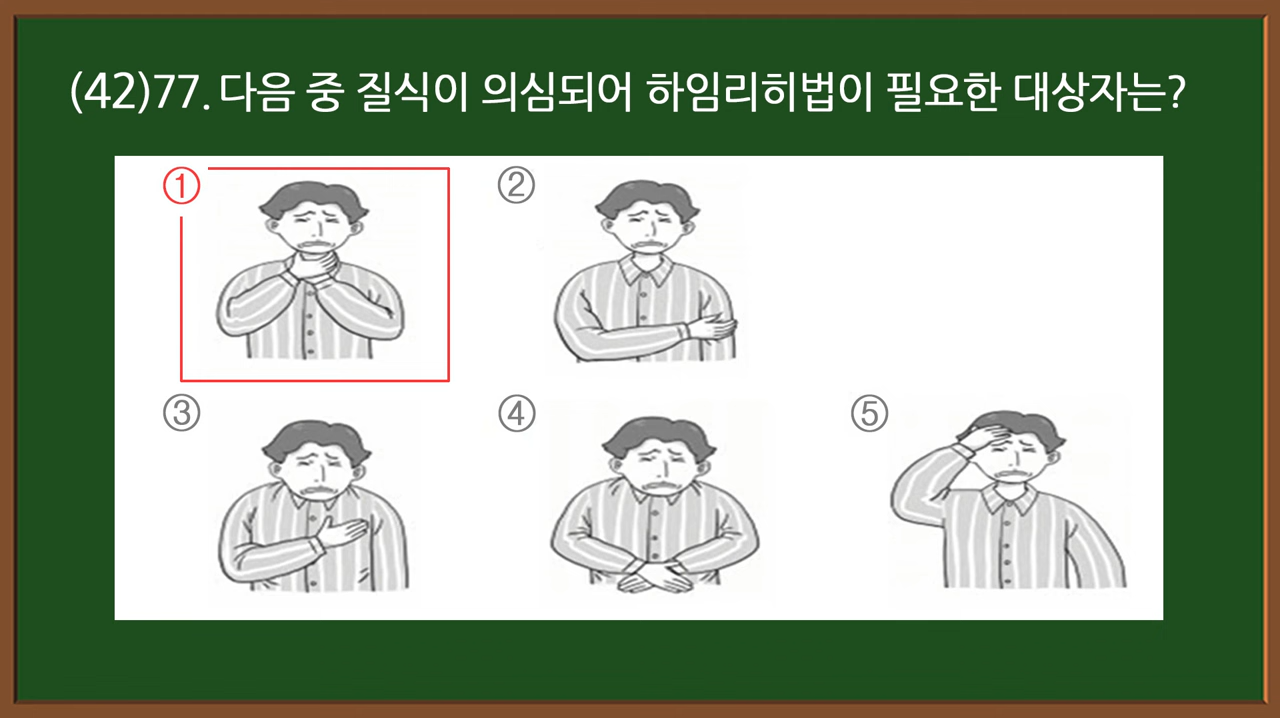 (42)77. 다음 중 질식이 의심되어 하임리히법이 필요한 대상자는?
① ②
③ ④ ⑤